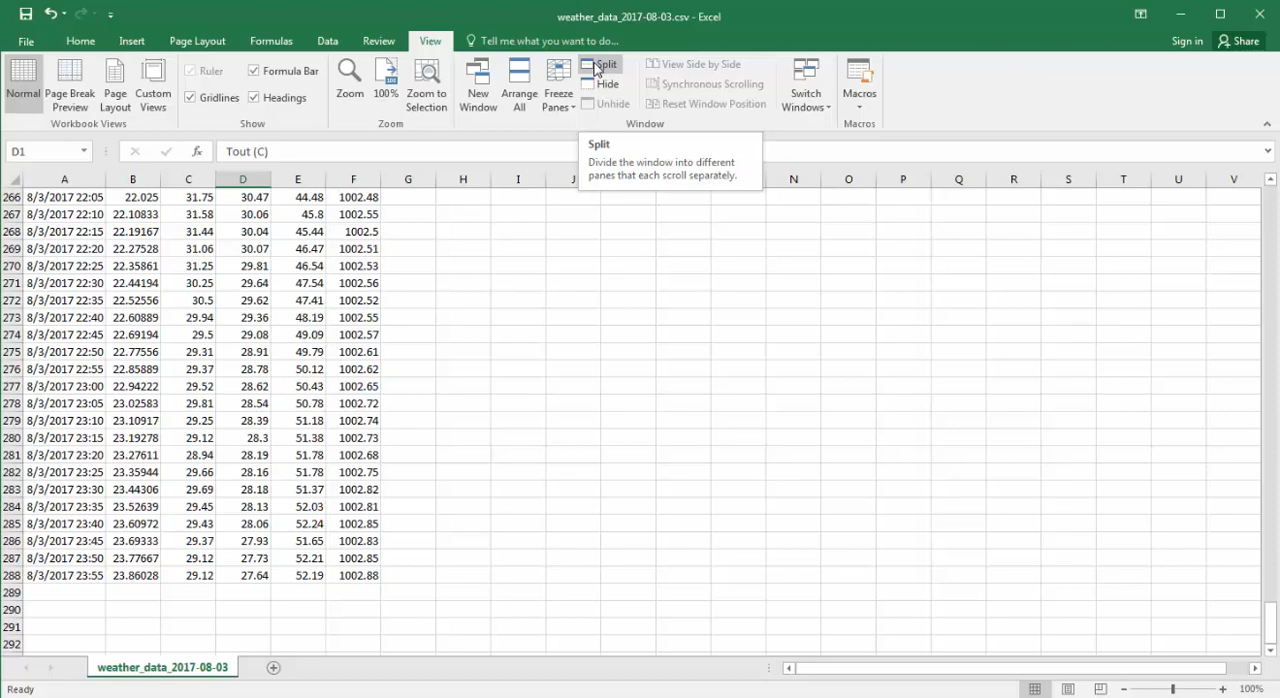 weather_data_2017-08-03.csv - Excel
File Home Insert Page Layout Formulas Data Review View Tell me what you want to do... Sign in Share
Normal Page Break Preview Page Layout Custom Views
Workbook Views
Ruler Formula Bar
Gridlines Headings
Show
Zoom 100% Zoom to Selection
Zoom
New Window Arrange All Freeze Panes
Split
Hide
Unhide
View Side by Side
Synchronous Scrolling
Reset Window Position
Switch Windows
Window
Macros
Macros
D1 fx Tout (C)
Split
Divide the window into different
panes that each scroll separately.
A B C D E F G H I J N O P Q R S T U V
266 8/3/2017 22:05 22.025 31.75 30.47 44.48 1002.48
267 8/3/2017 22:10 22.10833 31.58 30.06 45.8 1002.55
268 8/3/2017 22:15 22.19167 31.44 30.04 45.44 1002.5
269 8/3/2017 22:20 22.27528 31.06 30.07 46.47 1002.51
270 8/3/2017 22:25 22.35861 31.25 29.81 46.54 1002.53
271 8/3/2017 22:30 22.44194 30.25 29.64 47.54 1002.56
272 8/3/2017 22:35 22.52556 30.5 29.62 47.41 1002.52
273 8/3/2017 22:40 22.60889 29.94 29.36 48.19 1002.55
274 8/3/2017 22:45 22.69194 29.5 29.08 49.09 1002.57
275 8/3/2017 22:50 22.77556 29.31 28.91 49.79 1002.61
276 8/3/2017 22:55 22.85889 29.37 28.78 50.12 1002.62
277 8/3/2017 23:00 22.94222 29.52 28.62 50.43 1002.65
278 8/3/2017 23:05 23.02583 29.81 28.54 50.78 1002.72
279 8/3/2017 23:10 23.10917 29.25 28.39 51.18 1002.74
280 8/3/2017 23:15 23.19278 29.12 28.3 51.38 1002.73
281 8/3/2017 23:20 23.27611 28.94 28.19 51.78 1002.68
282 8/3/2017 23:25 23.35944 29.66 28.16 51.78 1002.75
283 8/3/2017 23:30 23.44306 29.69 28.18 51.37 1002.82
284 8/3/2017 23:35 23.52639 29.45 28.13 52.03 1002.81
285 8/3/2017 23:40 23.60972 29.43 28.06 52.24 1002.85
286 8/3/2017 23:45 23.69333 29.37 27.93 51.65 1002.83
287 8/3/2017 23:50 23.77667 29.12 27.73 52.21 1002.85
288 8/3/2017 23:55 23.86028 29.12 27.64 52.19 1002.88
289
290
291
292
weather_data_2017-08-03
Ready 100%